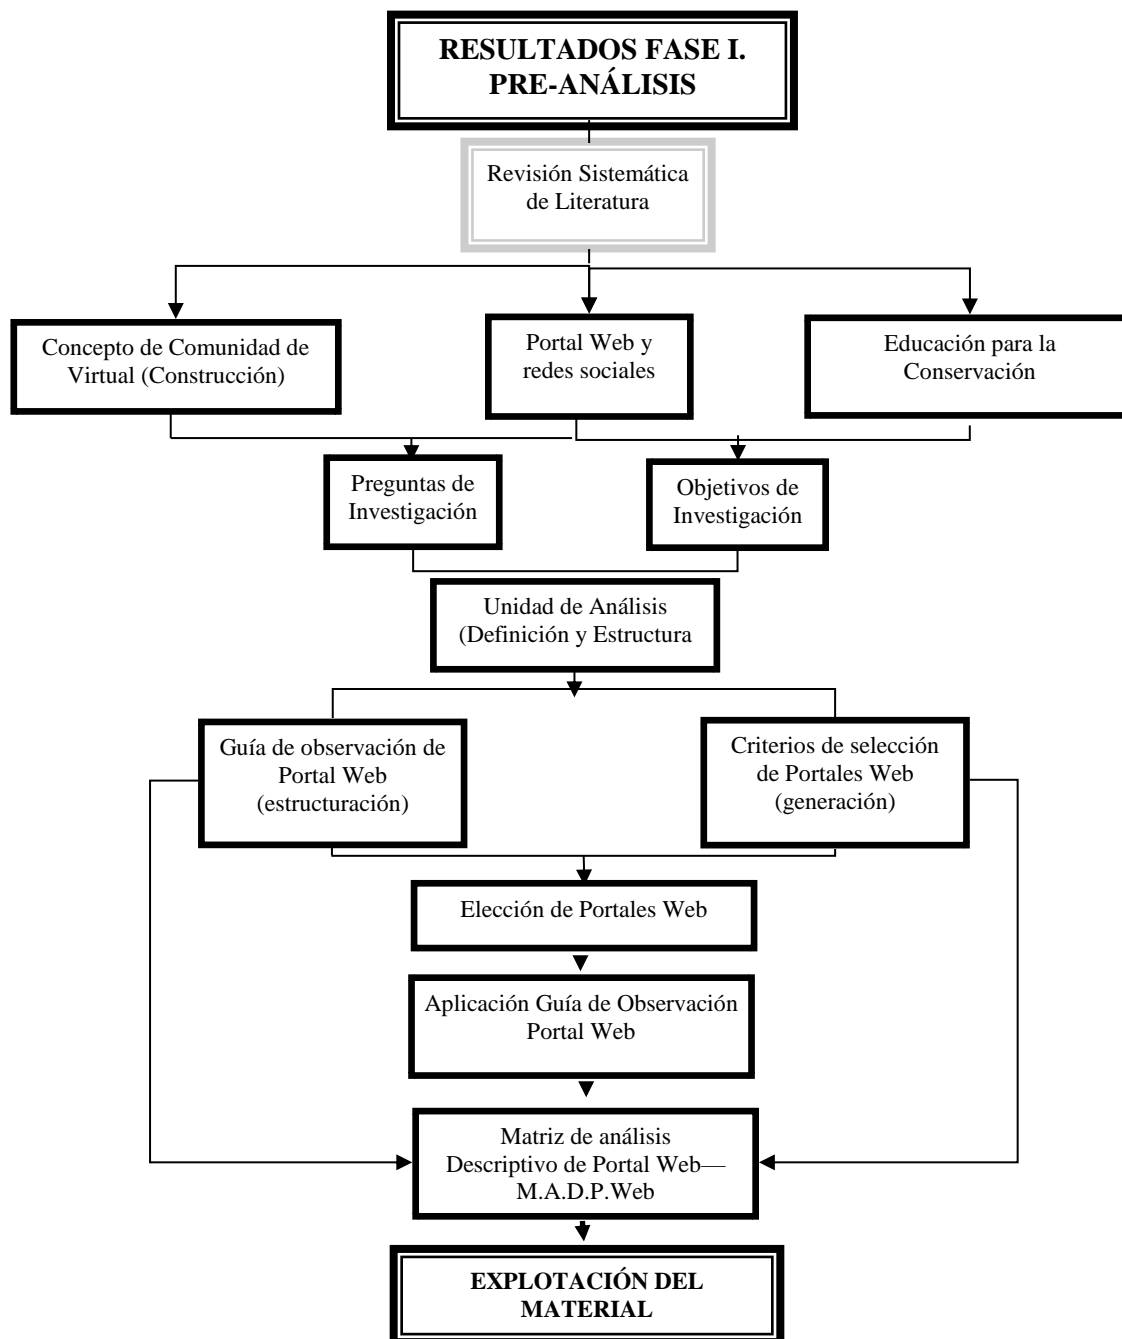 RESULTADOS FASE I.
PRE-ANÁLISIS
Revisión Sistemática
de Literatura
Concepto de Comunidad de
Virtual (Construcción)
Portal Web y
redes sociales
Educación para la
Conservación
Preguntas de
Investigación
Objetivos de
Investigación
Unidad de Análisis
(Definición y Estructura
Guía de observación de
Portal Web
(estructuración)
Criterios de selección
de Portales Web
(generación)
Elección de Portales Web
Aplicación Guía de Observación
Portal Web
Matriz de análisis
Descriptivo de Portal Web—
M.A.D.P.Web
EXPLOTACIÓN DEL
MATERIAL